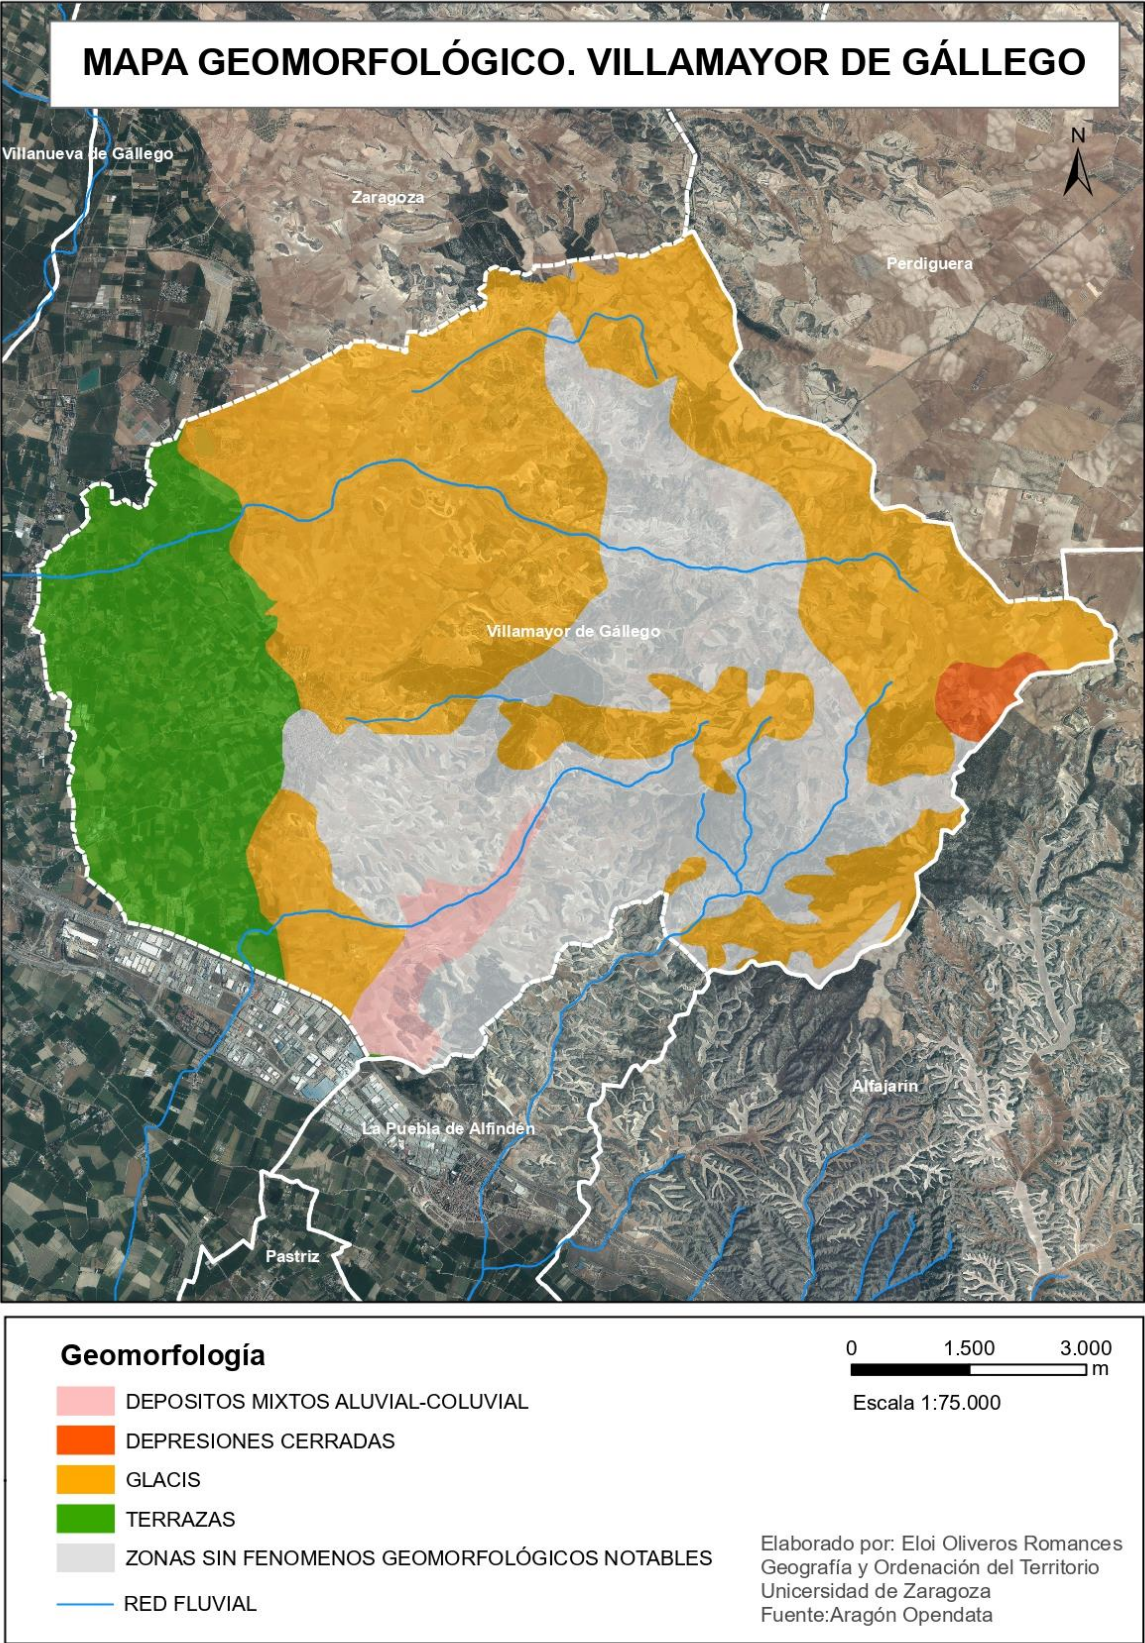 MAPA GEOMORFOLÓGICO. VILLAMAYOR DE GÁLLEGO
N
Villanueva de Gállego
Zaragoza
Perdiguera
Villamayor de Gállego
Alfajarín
La Puebla de Alfindén
Pastriz
Geomorfología
DEPOSITOS MIXTOS ALUVIAL-COLUVIAL
DEPRESIONES CERRADAS
GLACIS
TERRAZAS
ZONAS SIN FENOMENOS GEOMORFOLÓGICOS NOTABLES
RED FLUVIAL
0 1.500 3.000
m
Escala 1:75.000
Elaborado por: Eloi Oliveros Romances
Geografía y Ordenación del Territorio
Unicersidad de Zaragoza
Fuente:Aragón Opendata